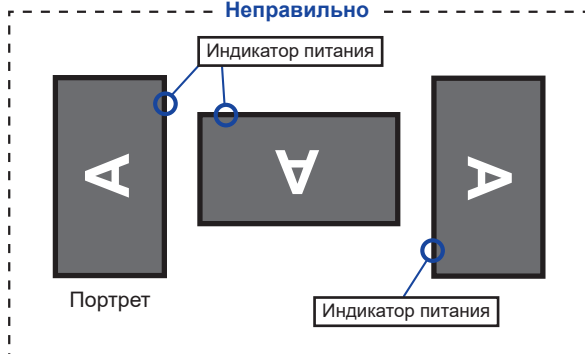 Неправильно
Индикатор питания
A
A
A
Портрет
Индикатор питания